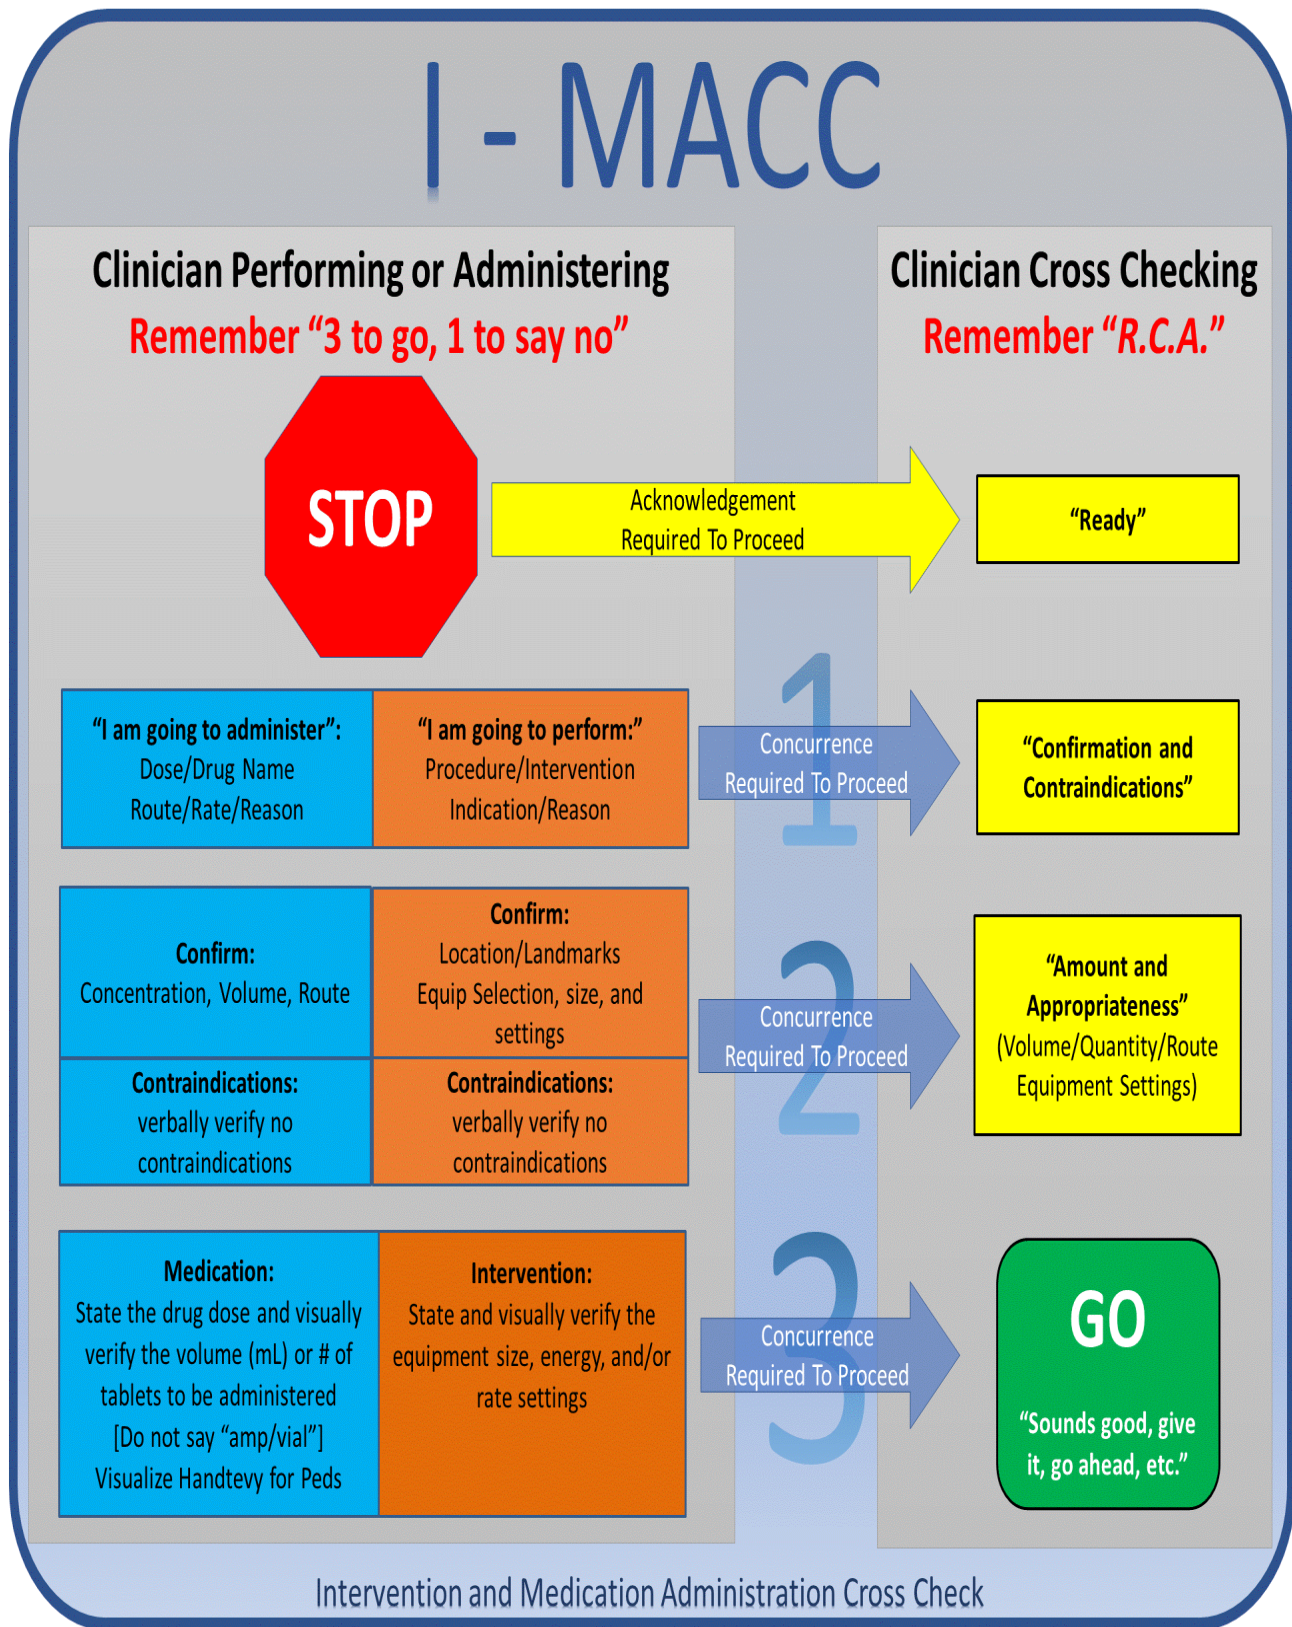 I - MACC
Clinician Performing or Administering
Remember “3 to go, 1 to say no”
Clinician Cross Checking
Remember “R.C.A.”
STOP
Acknowledgement
Required To Proceed
“Ready”
“I am going to administer”:
Dose/Drug Name
Route/Rate/Reason
“I am going to perform:”
Procedure/Intervention
Indication/Reason
1
Concurrence
Required To Proceed
“Confirmation and
Contraindications”
Confirm:
Concentration, Volume, Route
Confirm:
Location/Landmarks
Equip Selection, size, and
settings
Contraindications:
verbally verify no
contraindications
Contraindications:
verbally verify no
contraindications
2
Concurrence
Required To Proceed
“Amount and
Appropriateness”
(Volume/Quantity/Route
Equipment Settings)
Medication:
State the drug dose and visually
verify the volume (mL) or # of
tablets to be administered
[Do not say “amp/vial”]
Visualize Handtevy for Peds
Intervention:
State and visually verify the
equipment size, energy, and/or
rate settings
3
Concurrence
Required To Proceed
GO
“Sounds good, give
it, go ahead, etc.”
Intervention and Medication Administration Cross Check